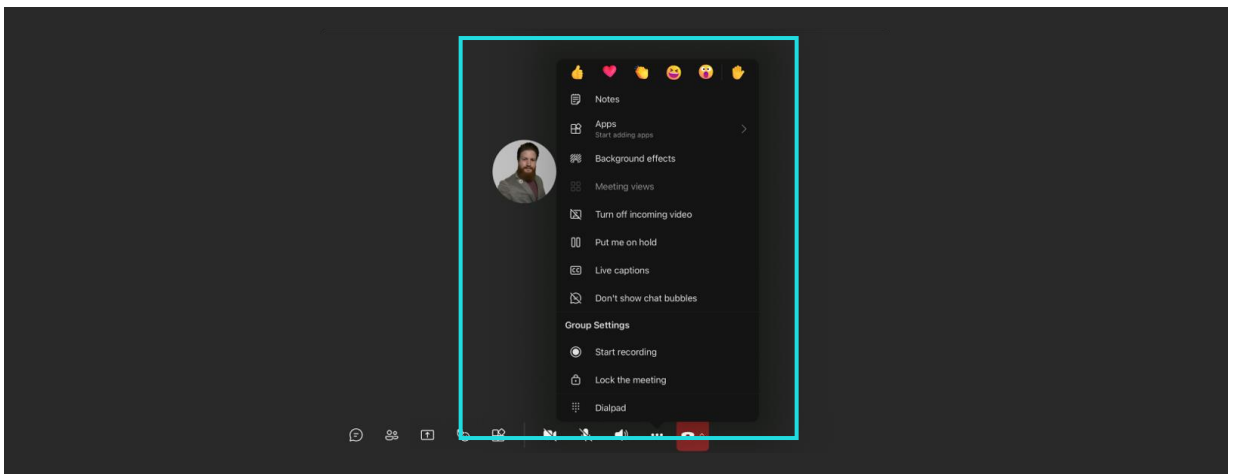 Notes
Apps
Start adding apps
Background effects
Meeting views
Turn off incoming video
Put me on hold
CC
Live captions
Don't show chat bubbles
Group Settings
Start recording
Lock the meeting
Dialpad